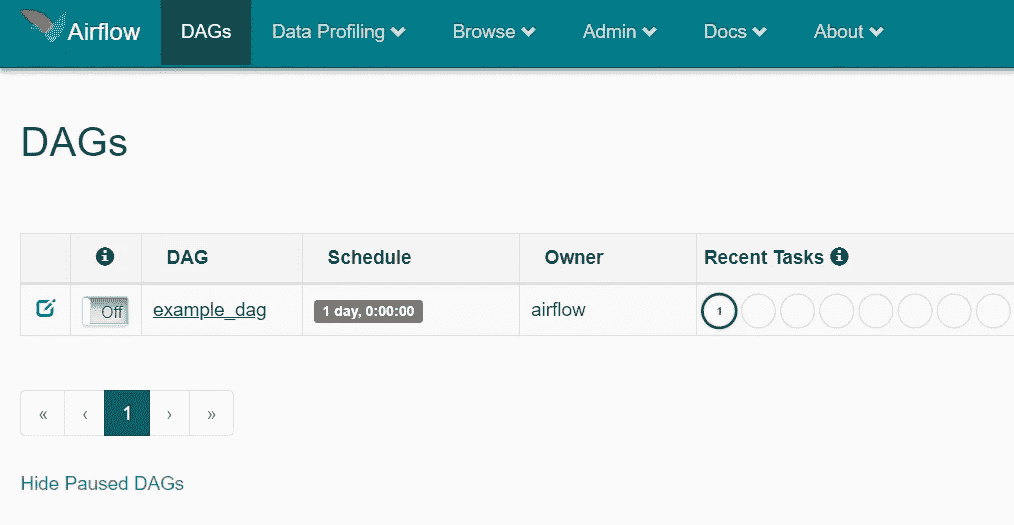 Airflow DAGs Data Profiling Browse Admin Docs About
DAGs
DAG Schedule Owner Recent Tasks
Off example_dag 1 day, 0:00:00 airflow 1
« ‹ 1 › »
Hide Paused DAGs